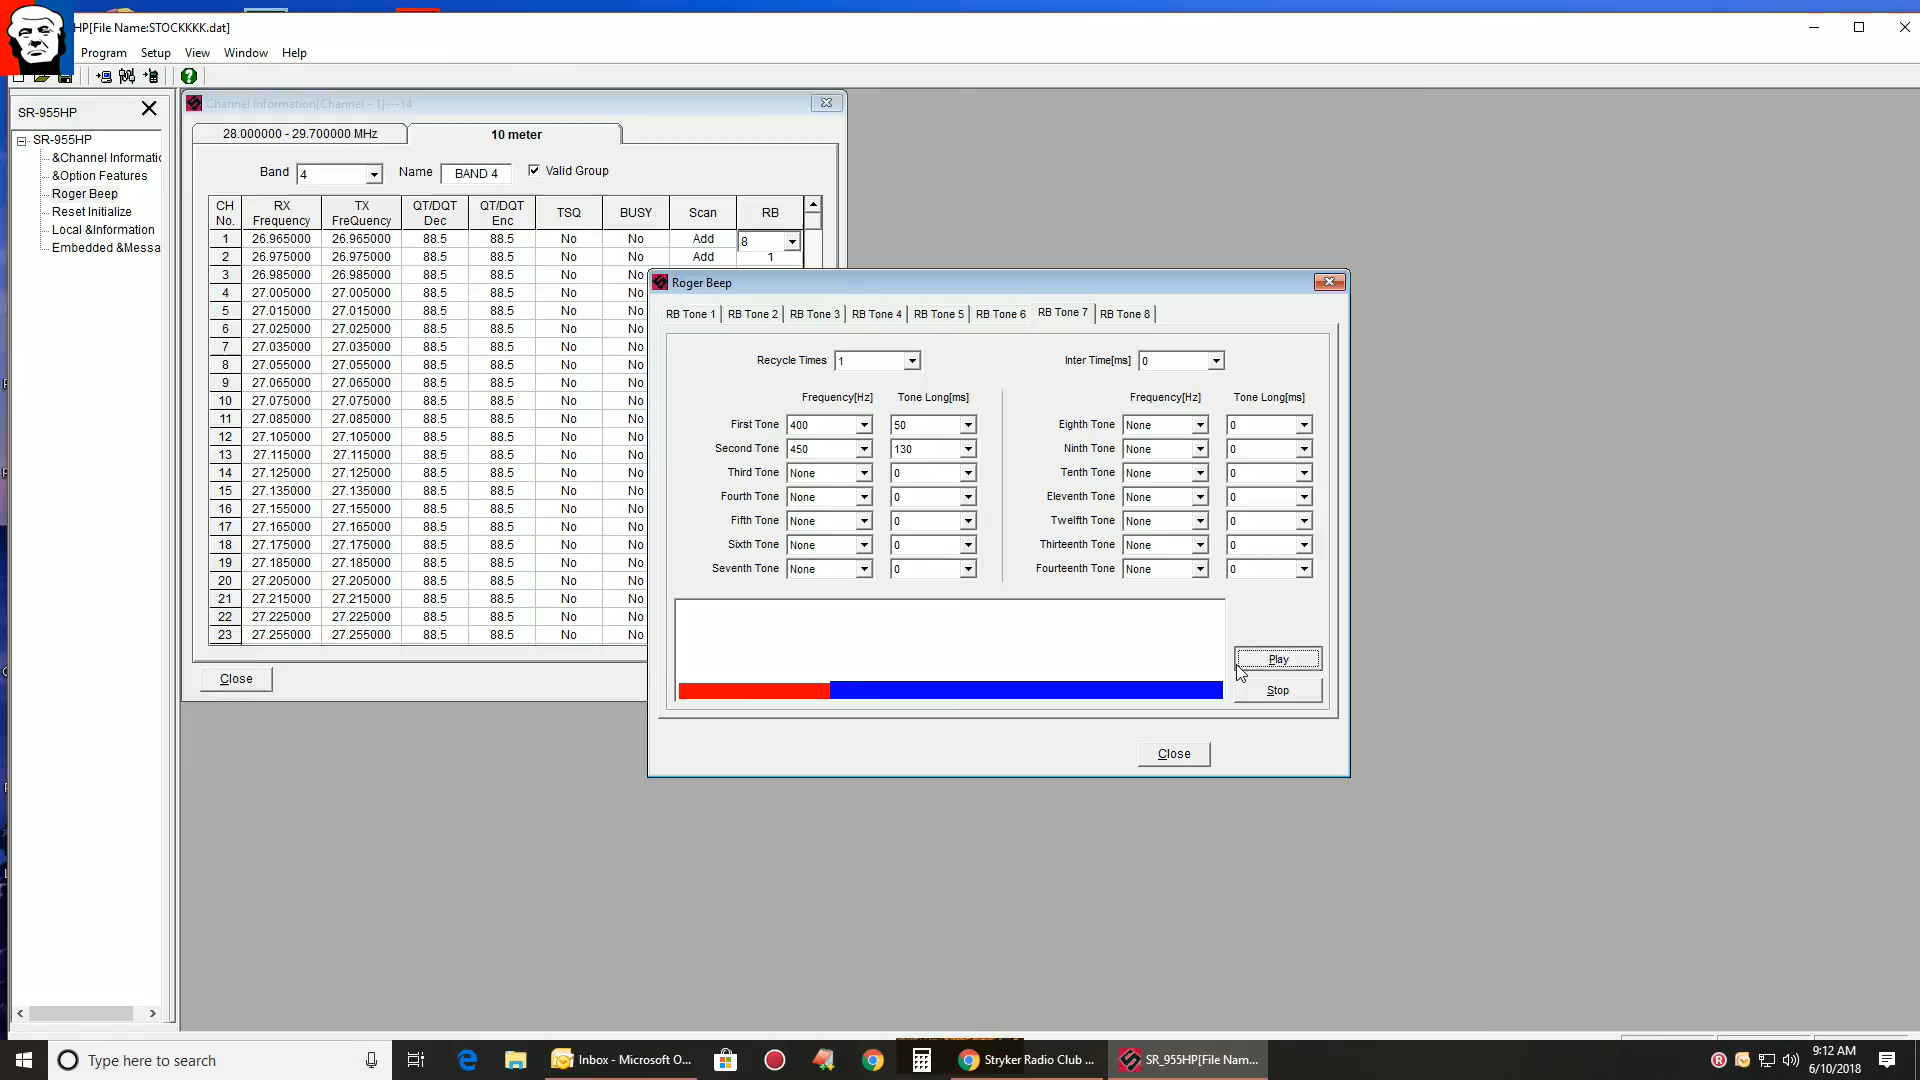 HP[File Name:STOCKKKK.dat]
Program Setup View Window Help
SR-955HP
SR-955HP
&Channel Informatic
&Option Features
Roger Beep
Reset Initialize
Local &Information
Embedded &Messa
Channel Information[Channel - 1]---14
28.000000 - 29.700000 MHz 10 meter
Band 4 Name BAND 4 Valid Group
CH RX TX QT/DQT QT/DQT TSQ BUSY Scan RB
No. Frequency FreQuency Dec Enc
1 26.965000 26.965000 88.5 88.5 No No Add 8
2 26.975000 26.975000 88.5 88.5 No No Add 1
3 26.985000 26.985000 88.5 88.5 No No
4 27.005000 27.005000 88.5 88.5 No No
5 27.015000 27.015000 88.5 88.5 No No
6 27.025000 27.025000 88.5 88.5 No No
7 27.035000 27.035000 88.5 88.5 No No
8 27.055000 27.055000 88.5 88.5 No No
9 27.065000 27.065000 88.5 88.5 No No
10 27.075000 27.075000 88.5 88.5 No No
11 27.085000 27.085000 88.5 88.5 No No
12 27.105000 27.105000 88.5 88.5 No No
13 27.115000 27.115000 88.5 88.5 No No
14 27.125000 27.125000 88.5 88.5 No No
15 27.135000 27.135000 88.5 88.5 No No
16 27.155000 27.155000 88.5 88.5 No No
17 27.165000 27.165000 88.5 88.5 No No
18 27.175000 27.175000 88.5 88.5 No No
19 27.185000 27.185000 88.5 88.5 No No
20 27.205000 27.205000 88.5 88.5 No No
21 27.215000 27.215000 88.5 88.5 No No
22 27.225000 27.225000 88.5 88.5 No No
23 27.255000 27.255000 88.5 88.5 No No
Close
Roger Beep
RB Tone 1 RB Tone 2 RB Tone 3 RB Tone 4 RB Tone 5 RB Tone 6 RB Tone 7 RB Tone 8
Recycle Times 1 Inter Time[ms] 0
Frequency[Hz] Tone Long[ms] Frequency[Hz] Tone Long[ms]
First Tone 400 50 Eighth Tone None 0
Second Tone 450 130 Ninth Tone None 0
Third Tone None 0 Tenth Tone None 0
Fourth Tone None 0 Eleventh Tone None 0
Fifth Tone None 0 Twelfth Tone None 0
Sixth Tone None 0 Thirteenth Tone None 0
Seventh Tone None 0 Fourteenth Tone None 0
Play
Stop
Close
Type here to search
Inbox - Microsoft O...
Stryker Radio Club ...
SR_955HP[File Nam...
9:12 AM
6/10/2018